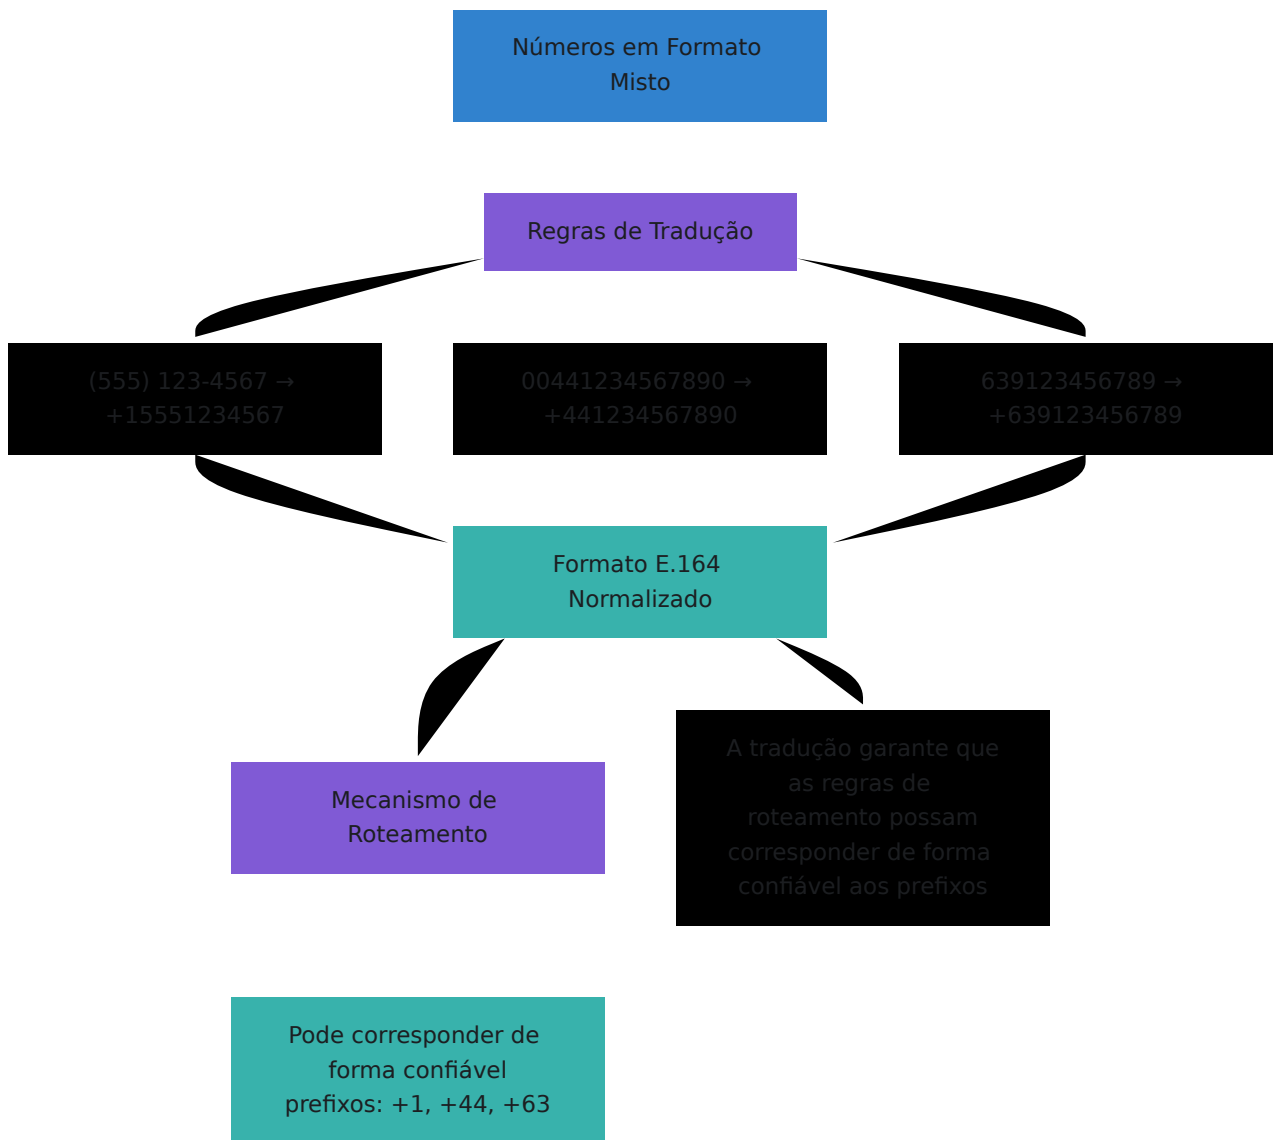 Números em Formato
Misto
Regras de Tradução
(555) 123-4567 →
+15551234567
00441234567890 →
+441234567890
639123456789 →
+639123456789
Formato E.164
Normalizado
Mecanismo de
Roteamento
A tradução garante que
as regras de
roteamento possam
corresponder de forma
confiável aos prefixos
Pode corresponder de
forma confiável
prefixos: +1, +44, +63